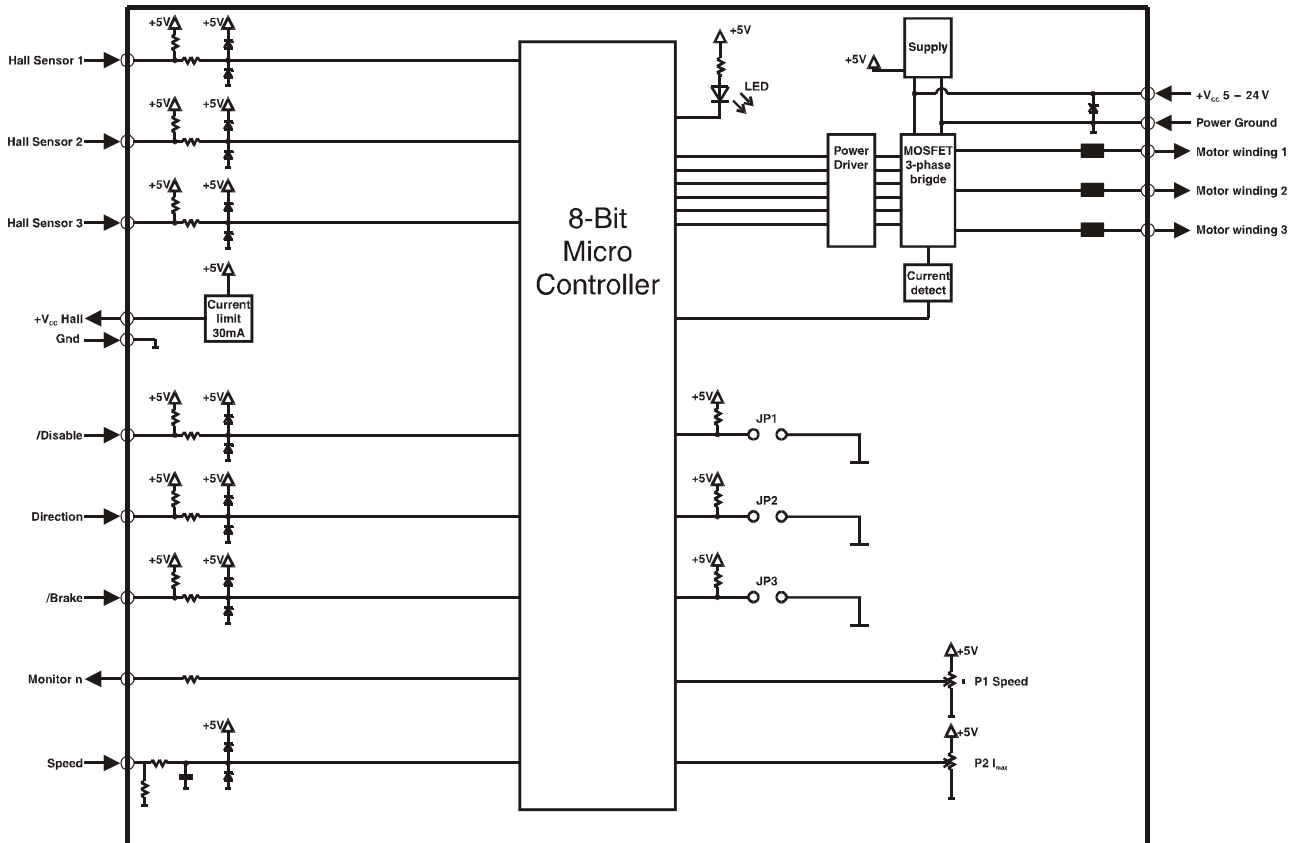 +5V +5V
Hall Sensor 1
+5V +5V
Hall Sensor 2
+5V +5V
Hall Sensor 3
+5V
Current
limit
30mA
+Vcc Hall
Gnd
+5V +5V
/Disable
+5V +5V
Direction
+5V +5V
/Brake
Monitor n
+5V
Speed
8-Bit
Micro
Controller
+5V
LED
Supply
+5V
+Vcc 5 – 24 V
Power Ground
Power
Driver
MOSFET
3-phase
brigde
Motor winding 1
Motor winding 2
Motor winding 3
Current
detect
+5V
JP1
+5V
JP2
+5V
JP3
+5V
P1 Speed
+5V
P2 Imax